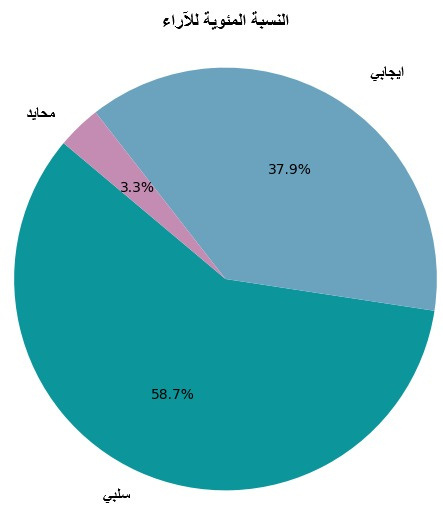 النسبة المئوية للآراء
ايجابي
محايد
37.9%
3.3%
58.7%
سلبي